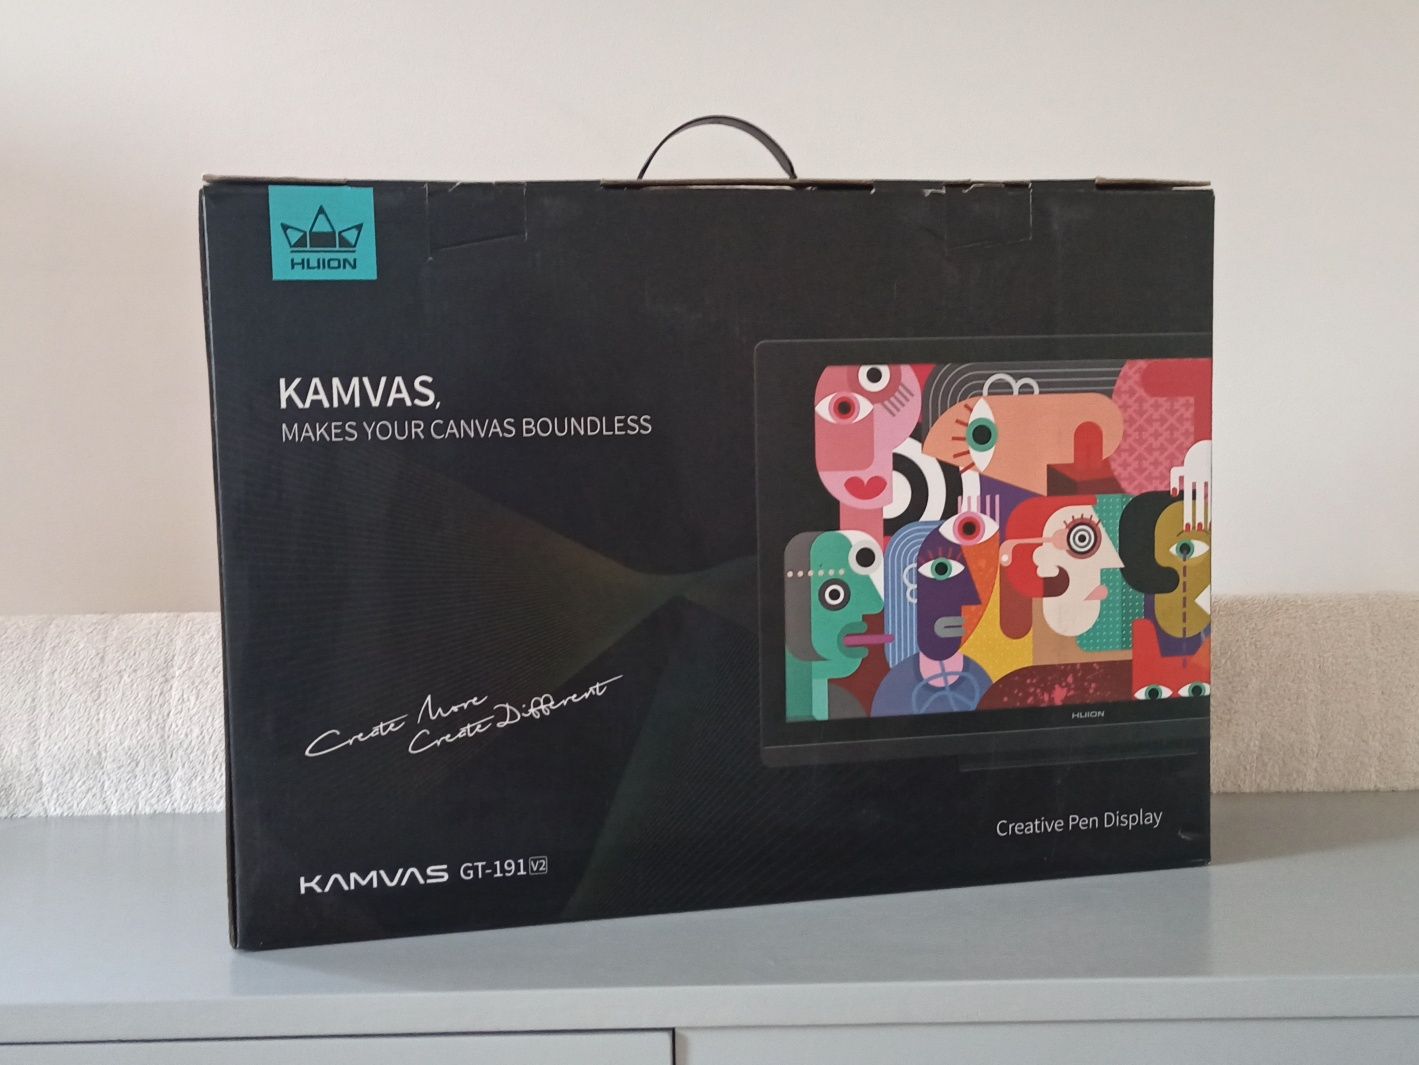 HUION
KAMVAS,
MAKES YOUR CANVAS BOUNDLESS
HUION
Create More
Create Different
Creative Pen Display
KAMVAS GT-191 V2